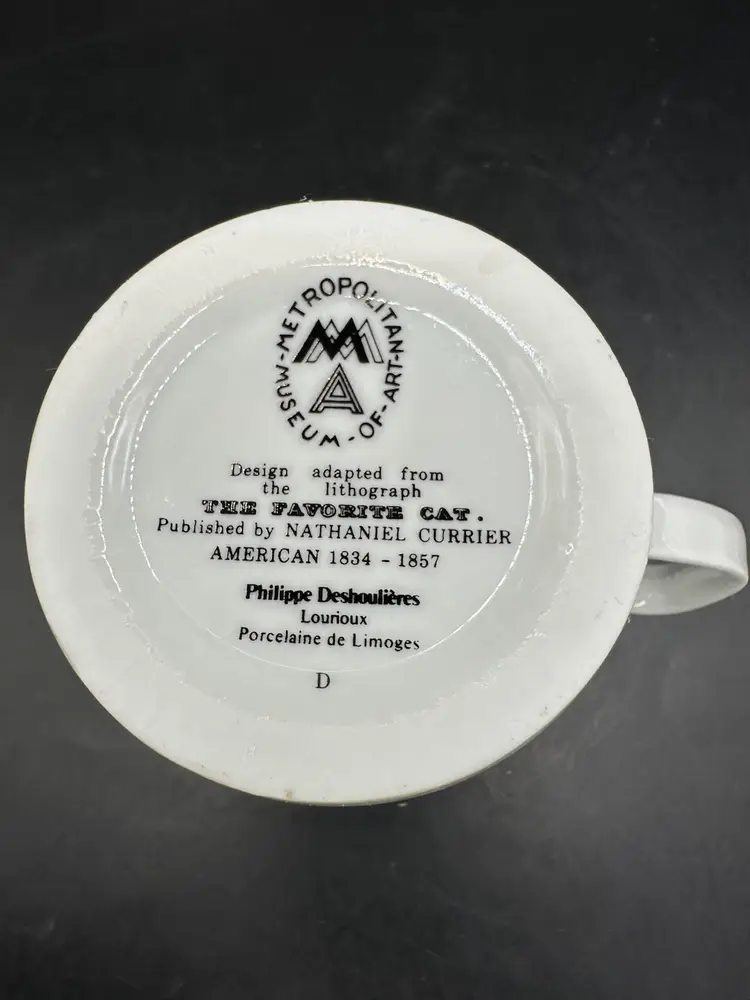 METROPOLITAN - MUSEUM - OF - ART -
MMA
Design adapted from
the lithograph
THE FAVORITE CAT.
Published by NATHANIEL CURRIER
AMERICAN 1834 - 1857
Philippe Deshoulières
Lourioux
Porcelaine de Limoges
D